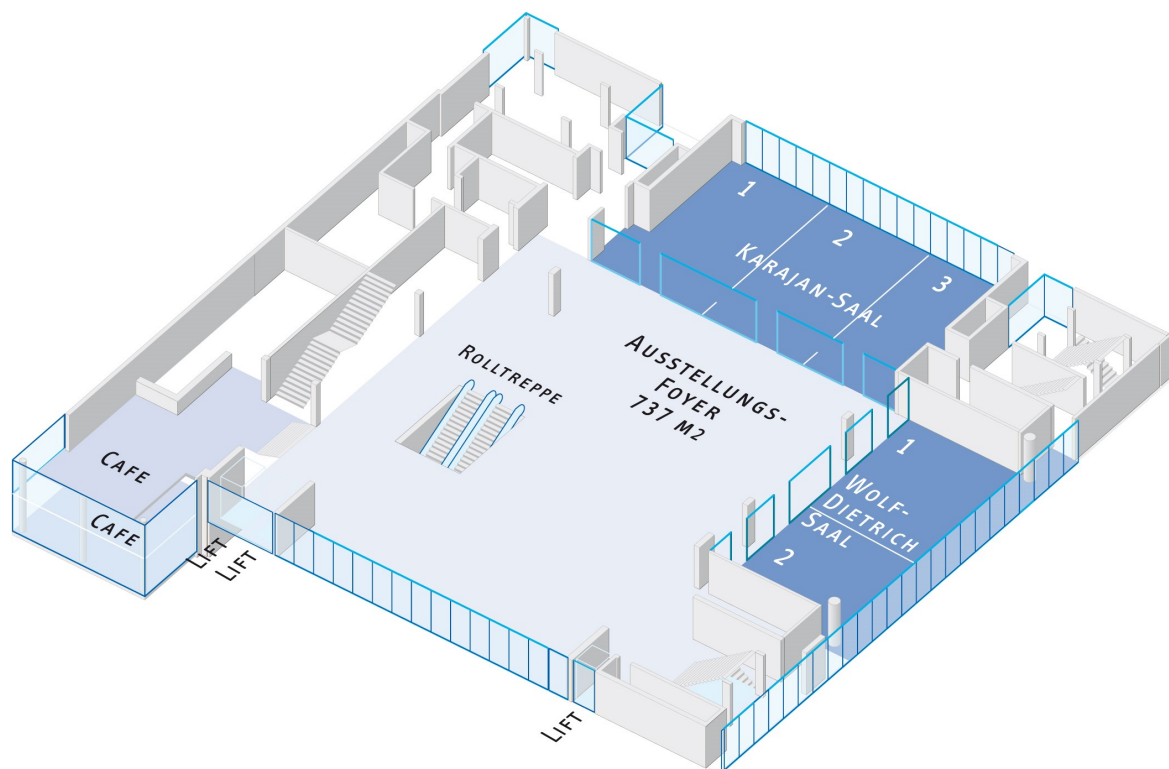 1
2
3
KARAJAN-SAAL
AUSSTELLUNGS-
FOYER
737 M2
ROLLTREPPE
1
WOLF-
DIETRICH
SAAL
2
CAFE
CAFE
LIFT
LIFT
LIFT